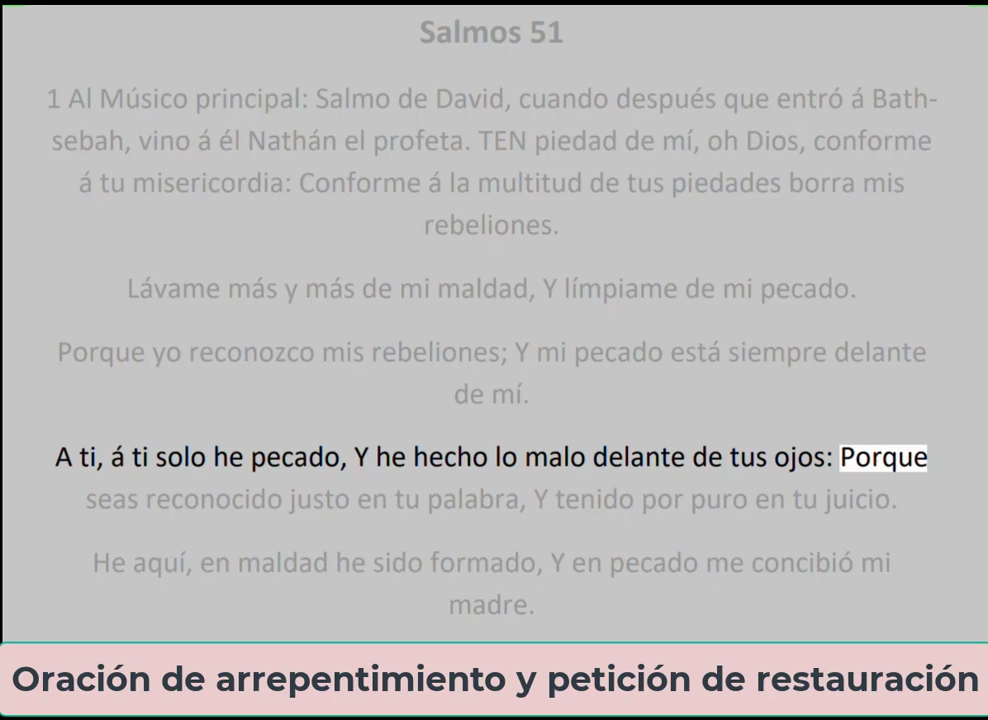 Salmos 51
1 Al Músico principal: Salmo de David, cuando después que entró á Bath-
sebah, vino á él Nathán el profeta. TEN piedad de mí, oh Dios, conforme
á tu misericordia: Conforme á la multitud de tus piedades borra mis
rebeliones.
Lávame más y más de mi maldad, Y límpiame de mi pecado.
Porque yo reconozco mis rebeliones; Y mi pecado está siempre delante
de mí.
A ti, á ti solo he pecado, Y he hecho lo malo delante de tus ojos: Porque
seas reconocido justo en tu palabra, Y tenido por puro en tu juicio.
He aquí, en maldad he sido formado, Y en pecado me concibió mi
madre.
Oración de arrepentimiento y petición de restauración